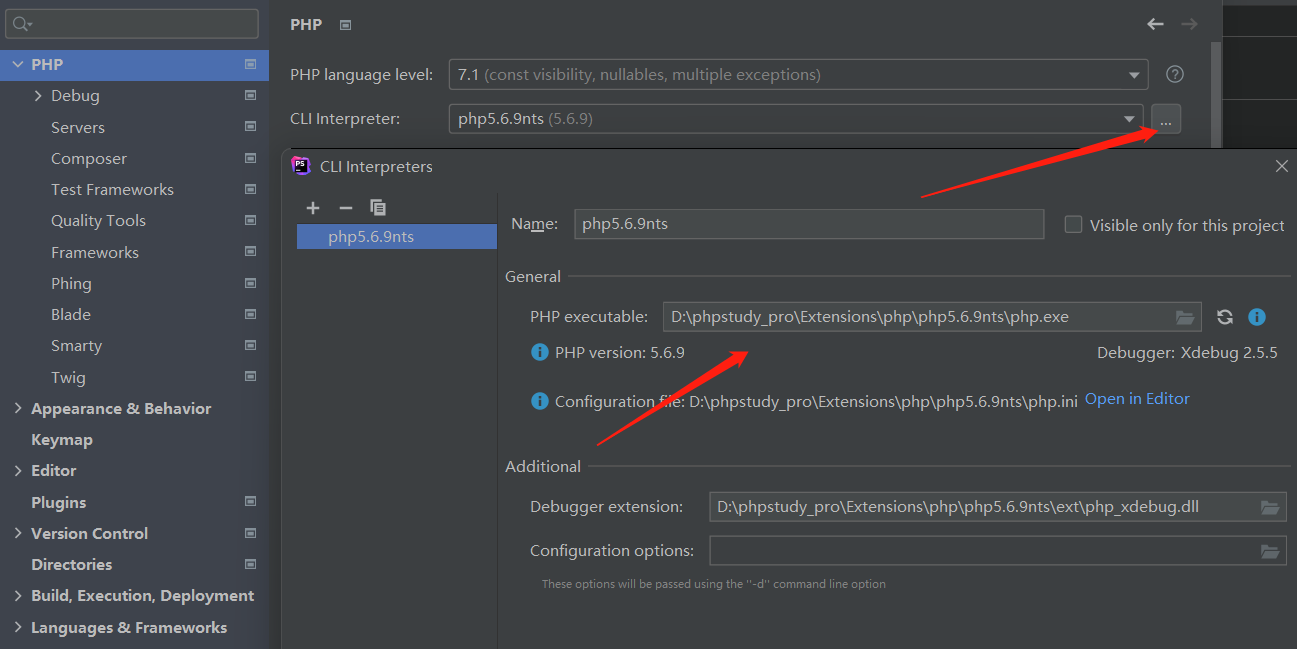 PHP
Debug
Servers
Composer
Test Frameworks
Quality Tools
Frameworks
Phing
Blade
Smarty
Twig
Appearance & Behavior
Keymap
Editor
Plugins
Version Control
Directories
Build, Execution, Deployment
Languages & Frameworks
PHP
PHP language level: 7.1 (const visibility, nullables, multiple exceptions)
CLI Interpreter: php5.6.9nts (5.6.9) ...
PS CLI Interpreters
php5.6.9nts
Name: php5.6.9nts Visible only for this project
General
PHP executable: D:\phpstudy_pro\Extensions\php\php5.6.9nts\php.exe
PHP version: 5.6.9 Debugger: Xdebug 2.5.5
Configuration file: D:\phpstudy_pro\Extensions\php\php5.6.9nts\php.ini Open in Editor
Additional
Debugger extension: D:\phpstudy_pro\Extensions\php\php5.6.9nts\ext\php_xdebug.dll
Configuration options:
These options will be passed using the "-d" command line option